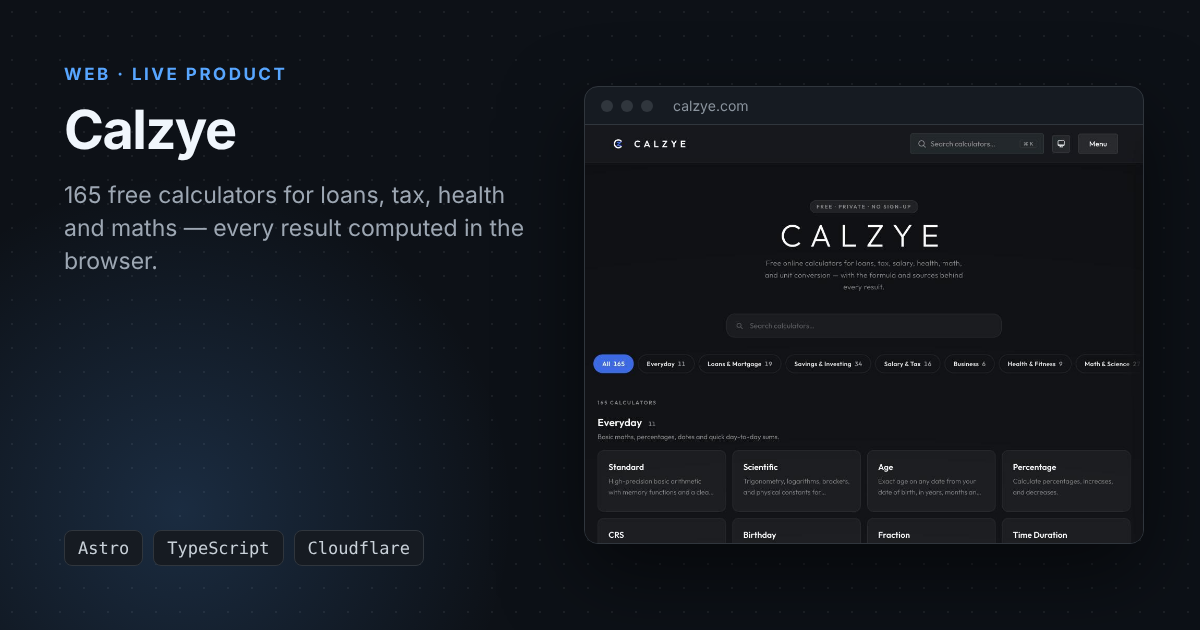 WEB · LIVE PRODUCT
Calzye
165 free calculators for loans, tax, health
and maths — every result computed in the
browser.
Astro
TypeScript
Cloudflare
calzye.com
CALZYE
Search calculators…
⌘K
Menu
FREE · PRIVATE · NO SIGN-UP
CALZYE
Free online calculators for loans, tax, salary, health, math,
and unit conversion — with the formula and sources behind
every result.
Search calculators…
All 165
Everyday 11
Loans & Mortgage 19
Savings & Investing 34
Salary & Tax 16
Business 6
Health & Fitness 9
Math & Science
165 CALCULATORS
Everyday 11
Basic maths, percentages, dates and quick day-to-day sums.
Standard
High-precision basic arithmetic
with memory functions and a clea…
Scientific
Trigonometry, logarithms, brackets,
and physical constants for…
Age
Exact age on any date from your
date of birth, in years, months an…
Percentage
Calculate percentages, increases,
and decreases.
CRS
Birthday
Fraction
Time Duration